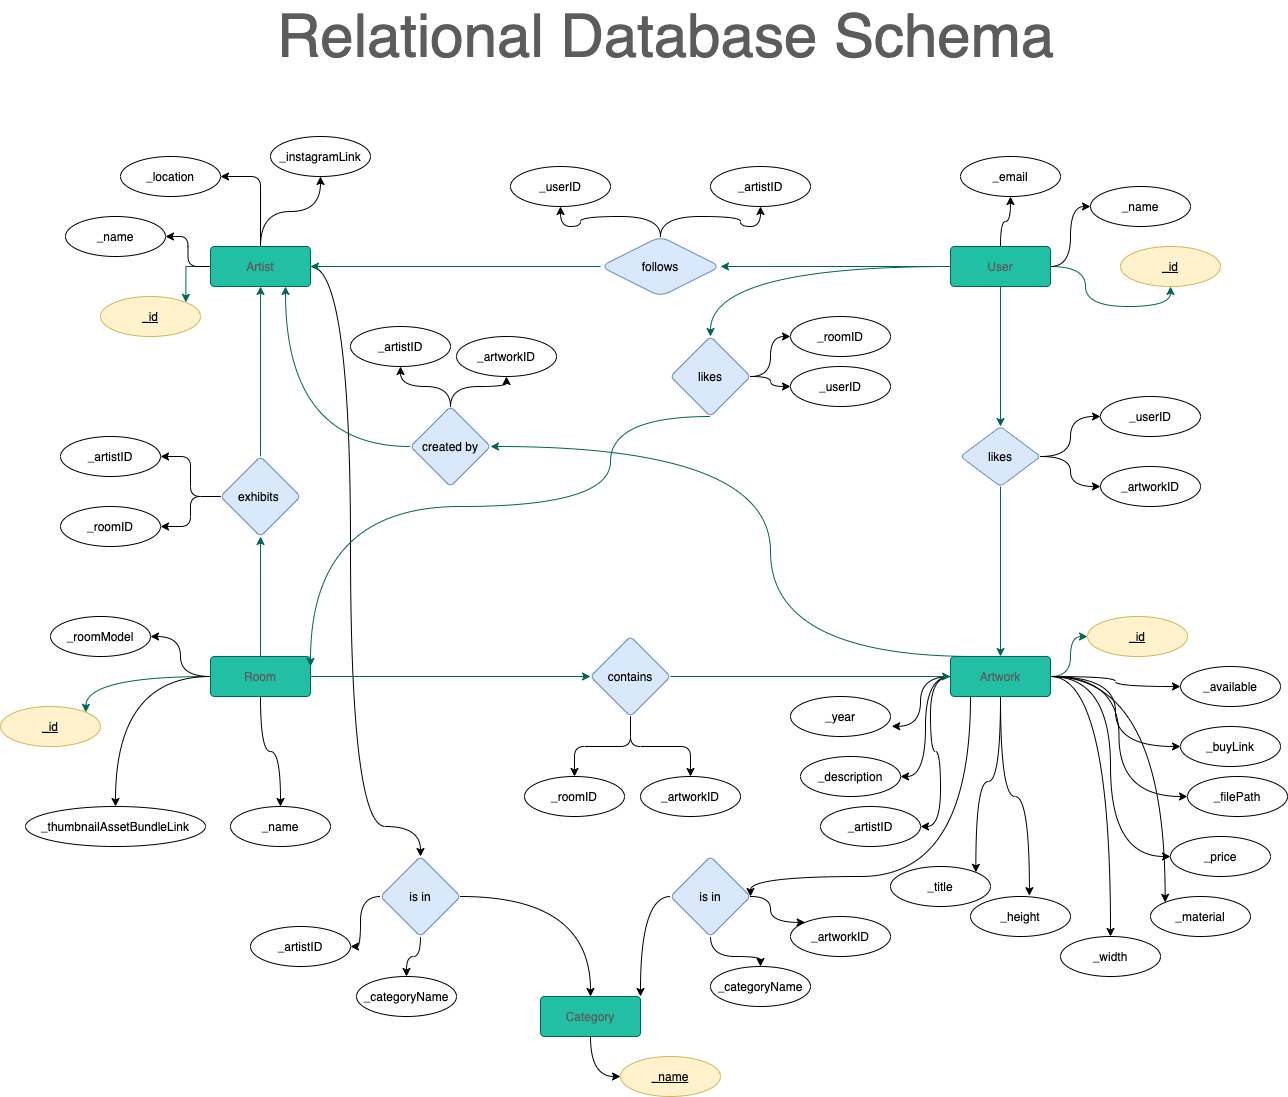 Relational Database Schema
_instagramLink
_location
_userID
_artistID
_email
_name
_name
Artist
follows
User
_id
_id
_artistID
_artworkID
_roomID
likes
_userID
_userID
created by
_artistID
likes
_artworkID
exhibits
_roomID
_roomModel
_id
Room
contains
Artwork
_available
_id
_year
_buyLink
_description
_roomID
_artworkID
_filePath
_thumbnailAssetBundleLink
_name
_artistID
_price
_title
is in
is in
_height
_material
_artistID
_artworkID
_width
_categoryName
_categoryName
Category
_name